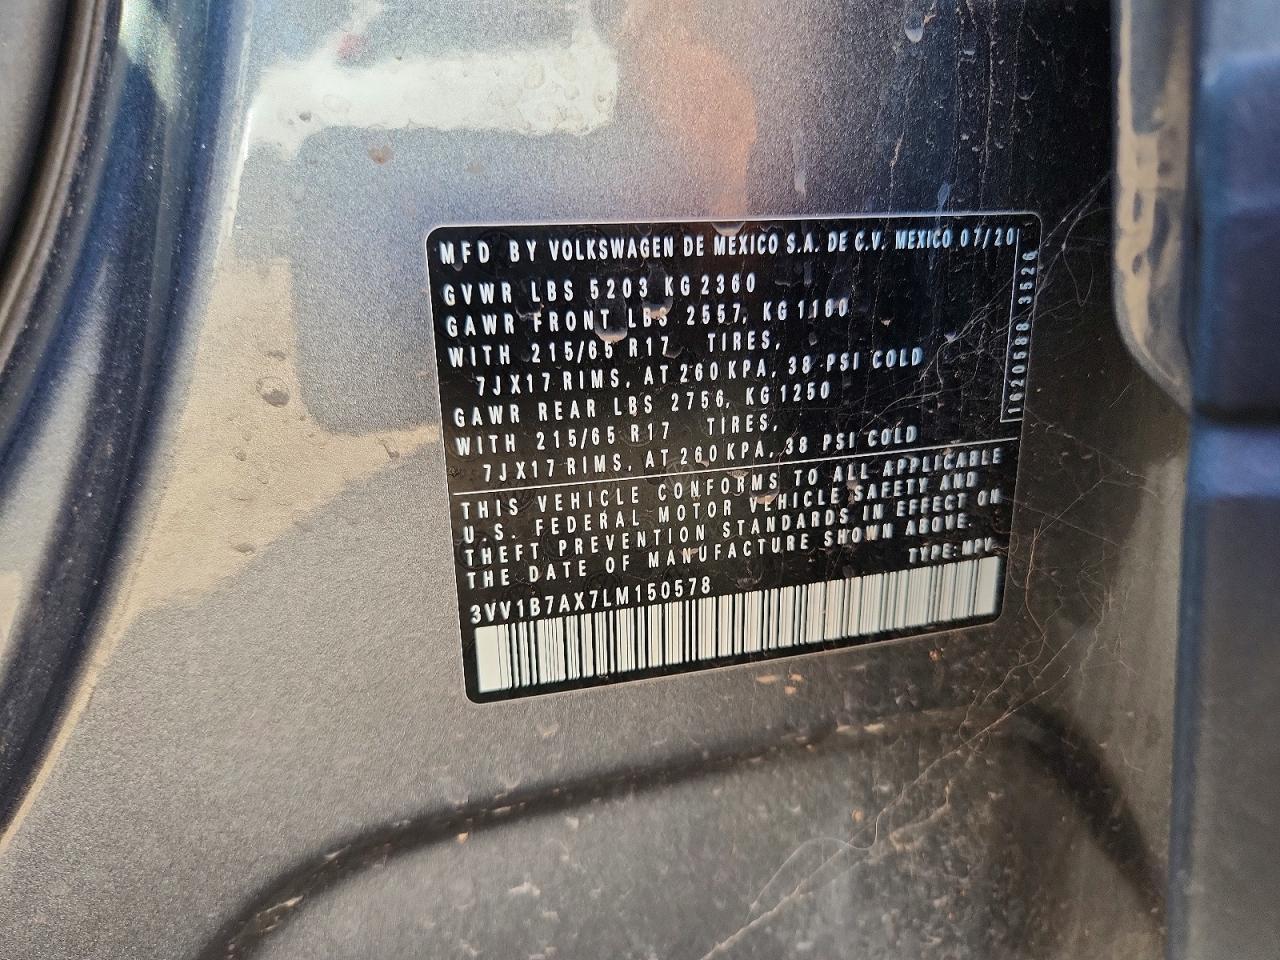 MFD BY VOLKSWAGEN DE MEXICO S.A. DE C.V. MEXICO 07/20
GVWR LBS 5203 KG 2360
GAWR FRONT LBS 2557, KG 1160
WITH 215/65 R17 TIRES,
7JX17 RIMS, AT 260 KPA, 38 PSI COLD
GAWR REAR LBS 2756, KG 1250
WITH 215/65 R17 TIRES,
7JX17 RIMS, AT 260 KPA, 38 PSI COLD
THIS VEHICLE CONFORMS TO ALL APPLICABLE
U.S. FEDERAL MOTOR VEHICLE SAFETY AND
THEFT PREVENTION STANDARDS IN EFFECT ON
THE DATE OF MANUFACTURE SHOWN ABOVE.
TYPE: MPV
3VV1B7AX7LM150578
1620588 3526